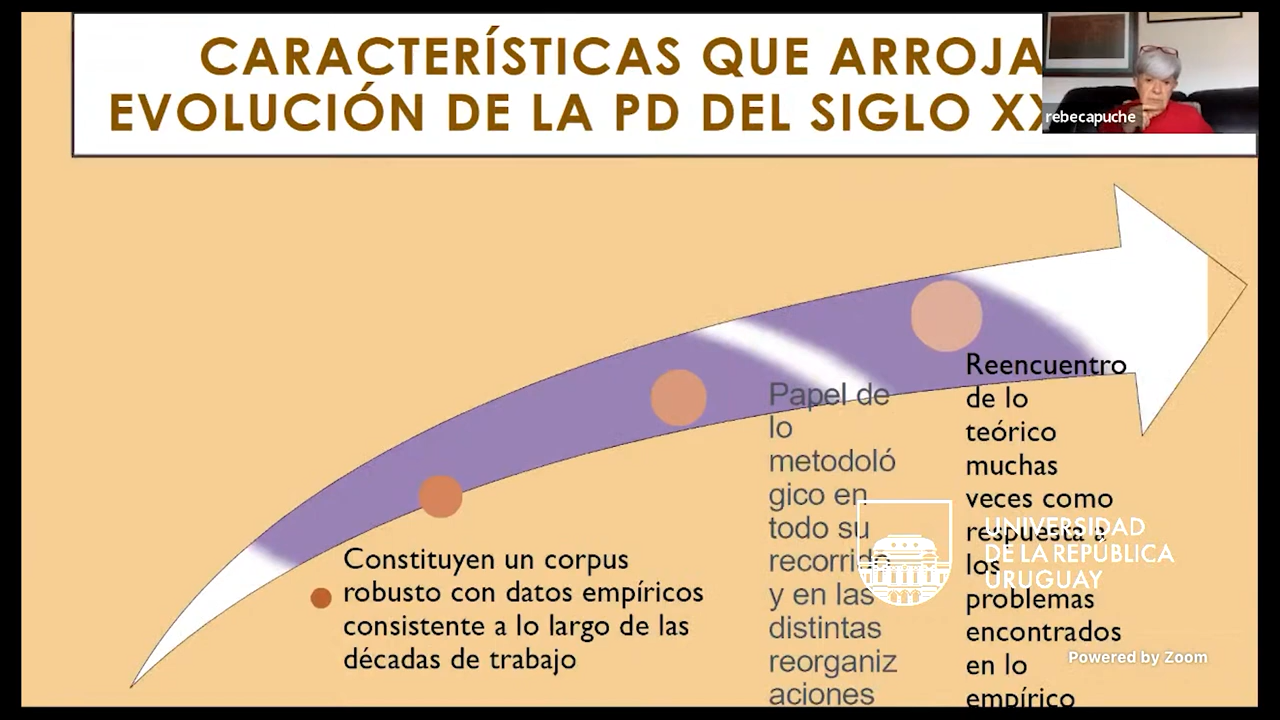 CARACTERÍSTICAS QUE ARROJA
EVOLUCIÓN DE LA PD DEL SIGLO
rebecapuche
Constituyen un corpus
robusto con datos empíricos
consistente a lo largo de las
décadas de trabajo
Papel de
lo
metodoló
gico en
todo su
recorrido
y en las
distintas
reorganiz
aciones
Reencuentro
de lo
teórico
muchas
veces como
respuesta a
los
problemas
encontrados
en lo
empírico
UNIVERSIDAD
DE LA REPÚBLICA
URUGUAY
Powered by Zoom